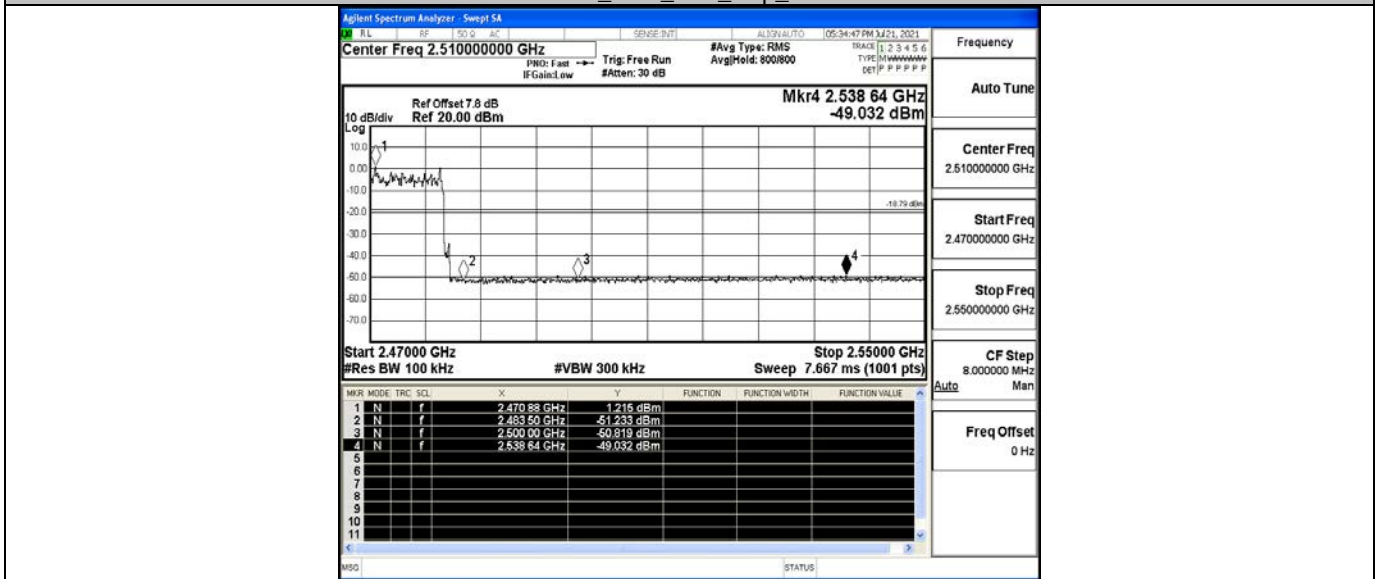 Agilent Spectrum Analyzer - Swept SA
RL RF 50 Ω AC SENSE:INT ALIGNAUTO 05:34:47 PM Jul 21, 2021
Center Freq 2.510000000 GHz
PNO: Fast
IFGain:Low
Trig: Free Run
#Atten: 30 dB
#Avg Type: RMS
Avg|Hold: 800/800
TRACE 1 2 3 4 5 6
TYPE MWWWWW
DET P P P P P P
Ref Offset 7.8 dB
10 dB/div Ref 20.00 dBm
Log
Mkr4 2.538 64 GHz
-49.032 dBm
10.0
0.00
-10.0
-20.0
-30.0
-40.0
-50.0
-60.0
-70.0
1
2
3
4
-18.79 dBm
Start 2.47000 GHz Stop 2.55000 GHz
#Res BW 100 kHz #VBW 300 kHz Sweep 7.667 ms (1001 pts)
MKR MODE TRC SCL X Y FUNCTION FUNCTION WIDTH FUNCTION VALUE
1 N f 2.470 88 GHz 1.215 dBm
2 N f 2.483 50 GHz -51.233 dBm
3 N f 2.500 00 GHz -50.819 dBm
4 N f 2.538 64 GHz -49.032 dBm
5
6
7
8
9
10
11
MSG STATUS
Frequency
Auto Tune
Center Freq
2.510000000 GHz
Start Freq
2.470000000 GHz
Stop Freq
2.550000000 GHz
CF Step
8.000000 MHz
Auto Man
Freq Offset
0 Hz